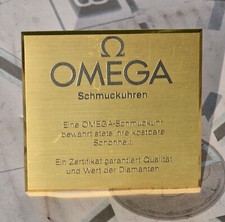 Ω
OMEGA
Schmuckuhren
Eine OMEGA-Schmuckuhr
bewahrt stets ihre kostbare
Schönheit.
Ein Zertifikat garantiert Qualität
und Wert der Diamanten.